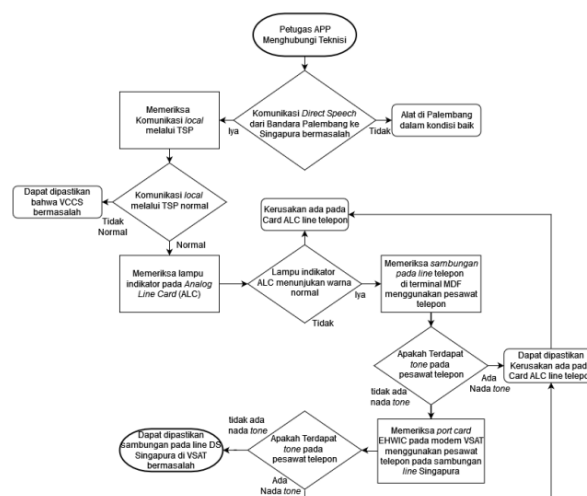 Petugas APP
Menghubungi Teknisi
Memeriksa
Komunikasi local
melalui TSP
Iya
Komunikasi Direct Speech
dari Bandara Palembang ke
Singapura bermasalah
Tidak
Alat di Palembang
dalam kondisi baik
Dapat dipastikan
bahwa VCCS
bermasalah
Tidak
Normal
Komunikasi local
melalui TSP normal
Normal
Kerusakan ada pada
Card ALC line telepon
Memeriksa lampu
indikator pada Analog
Line Card (ALC)
Lampu indikator
ALC menunjukan warna
normal
Iya
Tidak
Memeriksa sambungan
pada line telepon
di terminal MDF
menggunakan pesawat
telepon
Apakah Terdapat
tone pada
pesawat telepon
Ada
Nada tone
Dapat dipastikan
Kerusakan ada pada
Card ALC line telepon
tidak ada
nada tone
Memeriksa port card
EHWIC pada modem VSAT
menggunakan pesawat
telepon pada sambungan
line Singapura
Apakah Terdapat
tone pada
pesawat telepon
tidak ada
nada tone
Ada
Nada tone
Dapat dipastikan
sambungan pada line DS
Singapura di VSAT
bermasalah